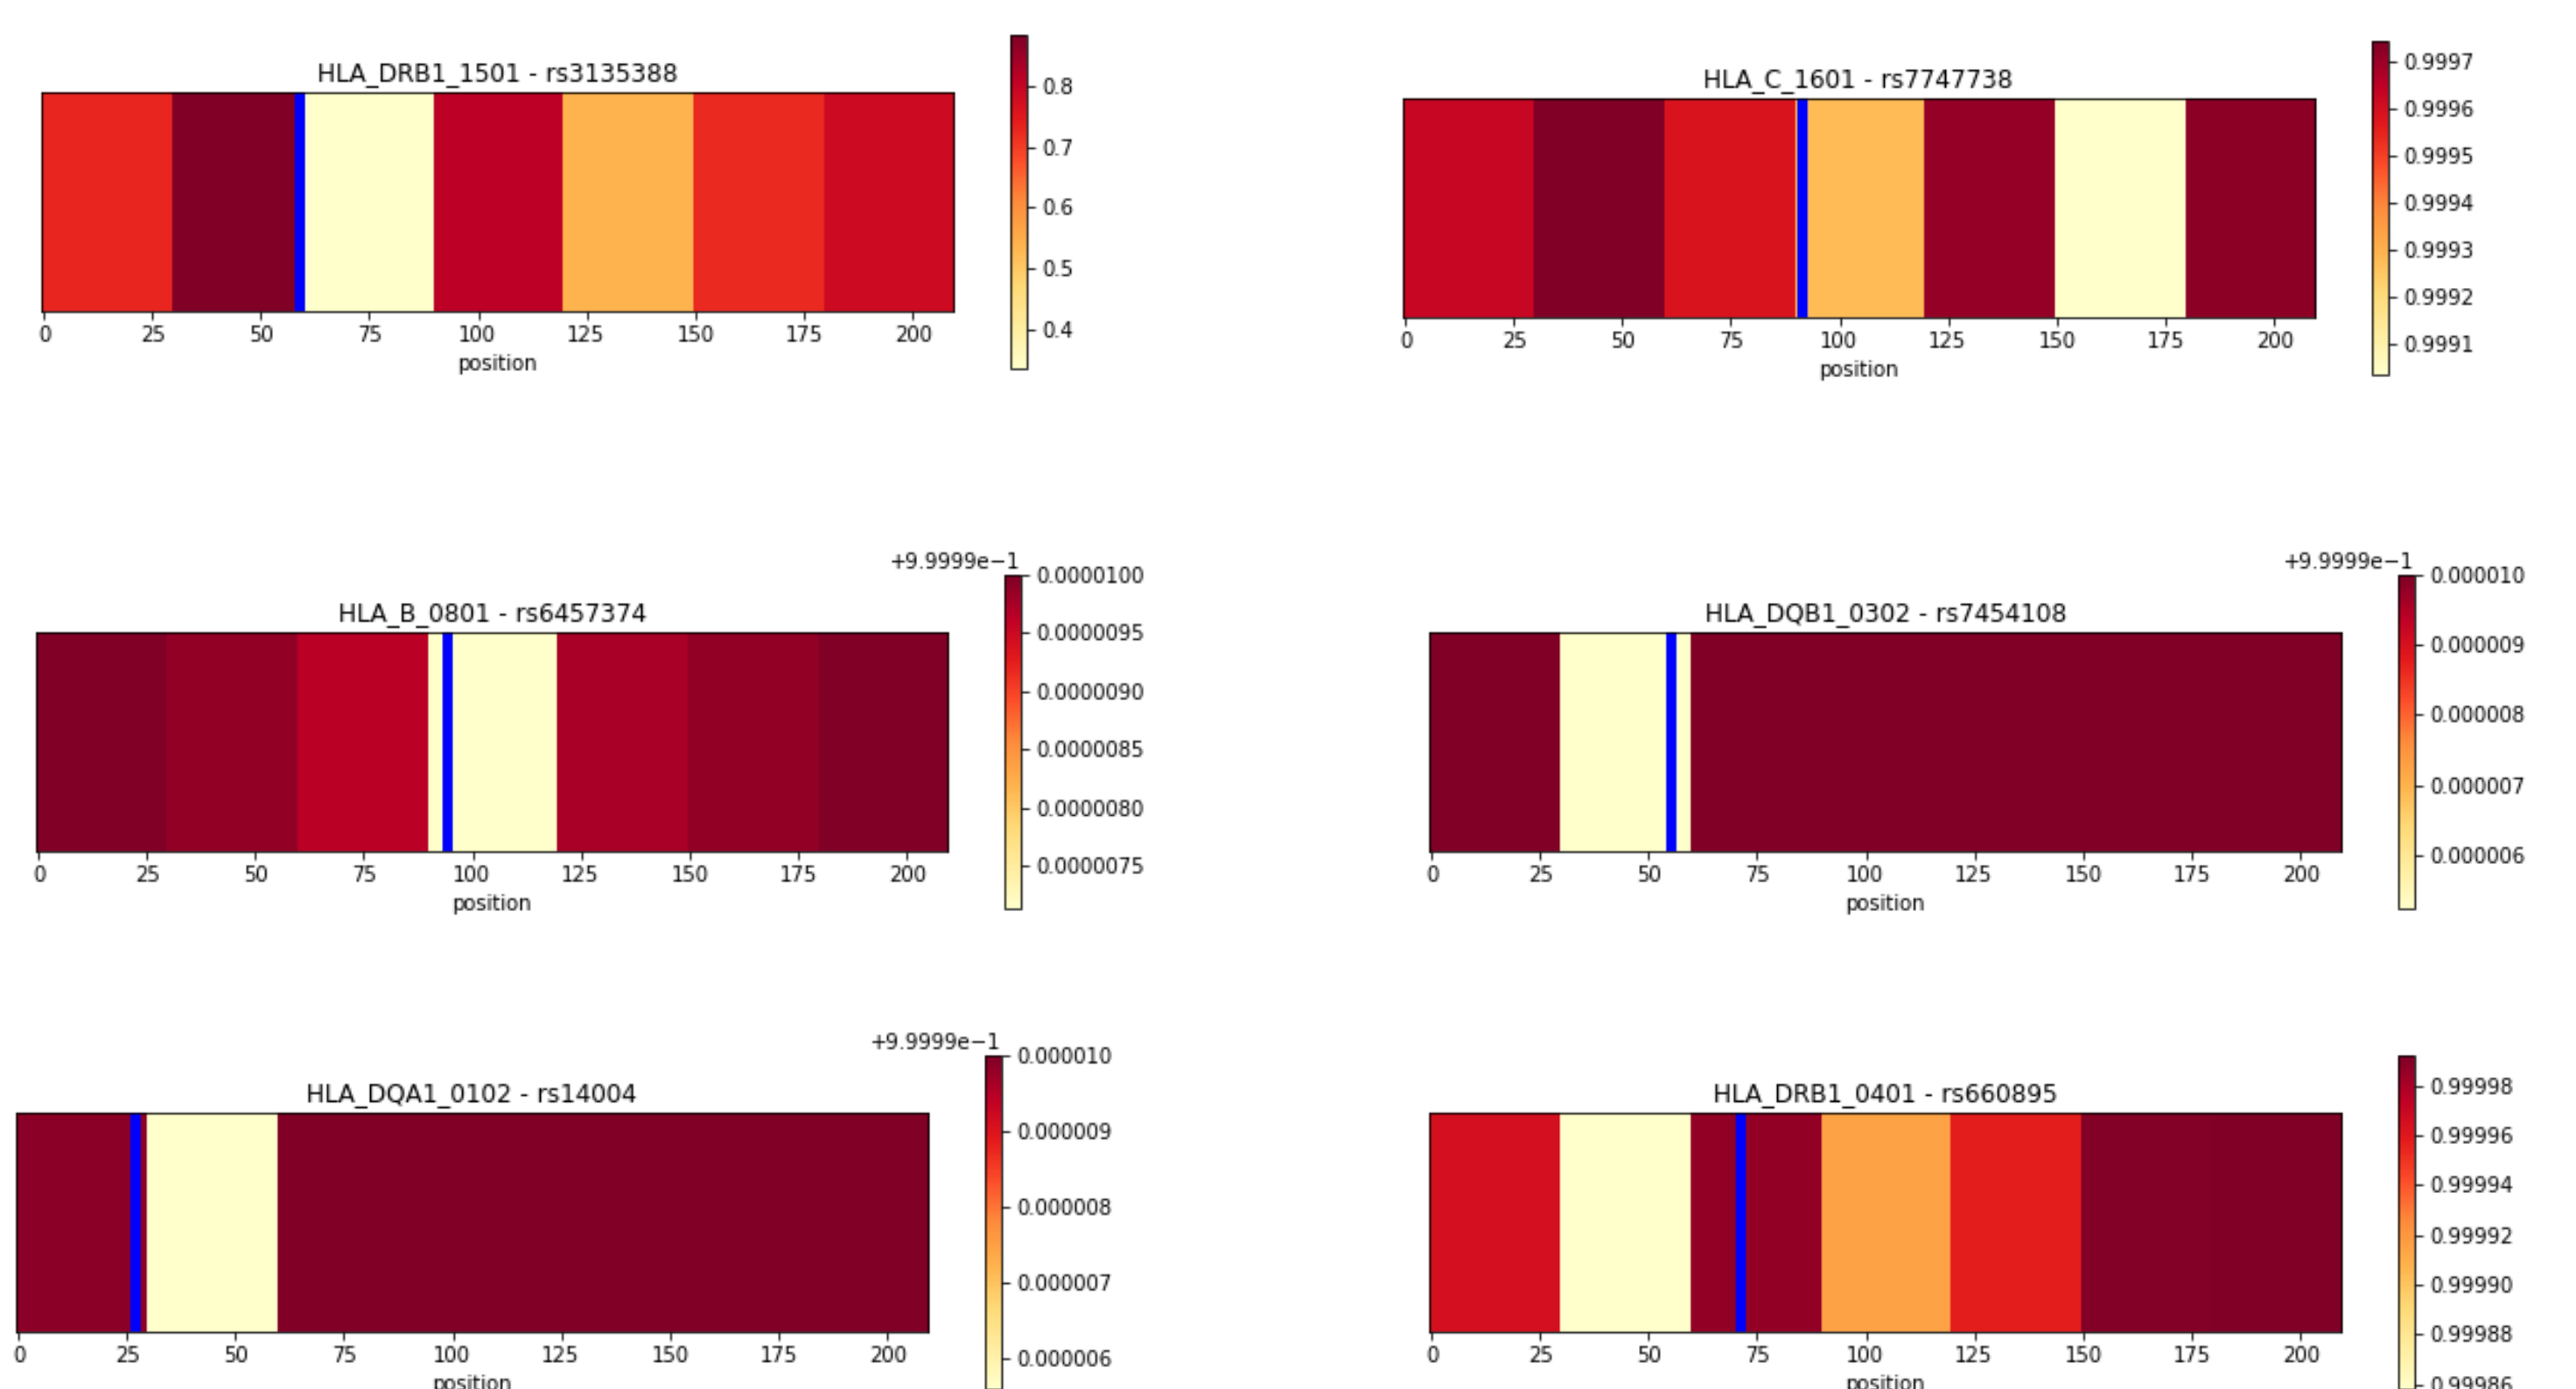 HLA_DRB1_1501 - rs3135388
0.8
0.7
0.6
0.5
0.4
0 25 50 75 100 125 150 175 200
position
HLA_C_1601 - rs7747738
0.9997
0.9996
0.9995
0.9994
0.9993
0.9992
0.9991
0 25 50 75 100 125 150 175 200
position
+9.9999e−1
HLA_B_0801 - rs6457374
0.0000100
0.0000095
0.0000090
0.0000085
0.0000080
0.0000075
0 25 50 75 100 125 150 175 200
position
+9.9999e−1
HLA_DQB1_0302 - rs7454108
0.000010
0.000009
0.000008
0.000007
0.000006
0 25 50 75 100 125 150 175 200
position
+9.9999e−1
HLA_DQA1_0102 - rs14004
0.000010
0.000009
0.000008
0.000007
0.000006
0 25 50 75 100 125 150 175 200
position
HLA_DRB1_0401 - rs660895
0.99998
0.99996
0.99994
0.99992
0.99990
0.99988
0.99986
0 25 50 75 100 125 150 175 200
position